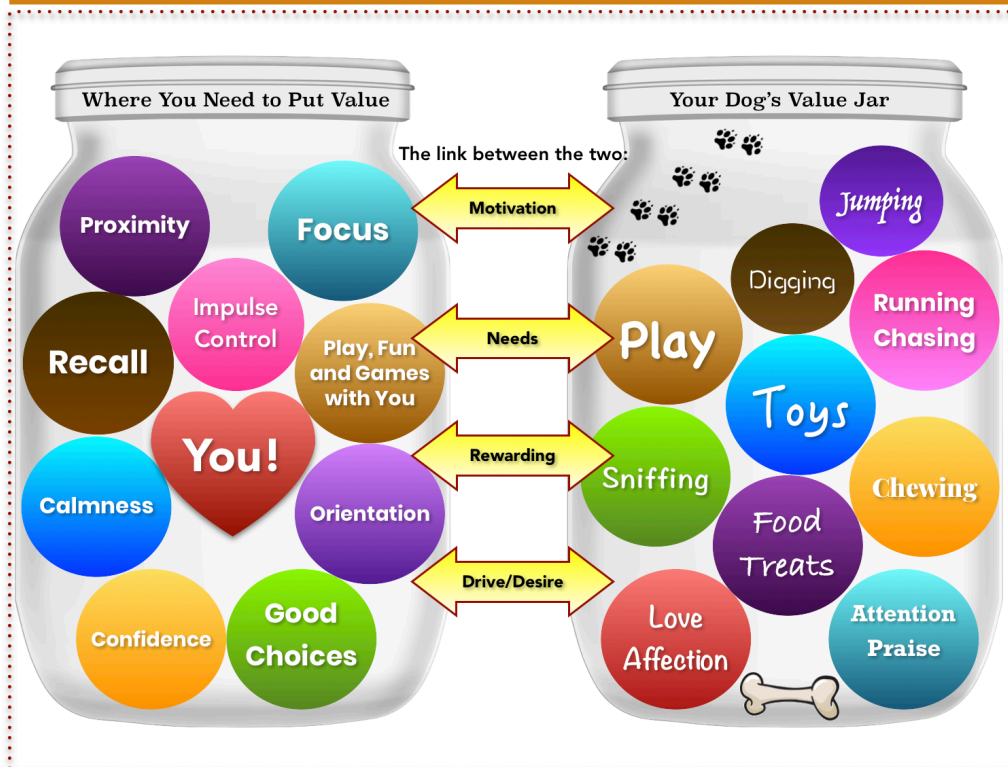 Where You Need to Put Value
Proximity
Focus
Impulse
Control
Recall
Play, Fun
and Games
with You
You!
Calmness
Orientation
Confidence
Good
Choices
The link between the two:
Motivation
Needs
Rewarding
Drive/Desire
Your Dog's Value Jar
Jumping
Digging
Running
Chasing
Play
Toys
Sniffing
Chewing
Food
Treats
Love
Affection
Attention
Praise